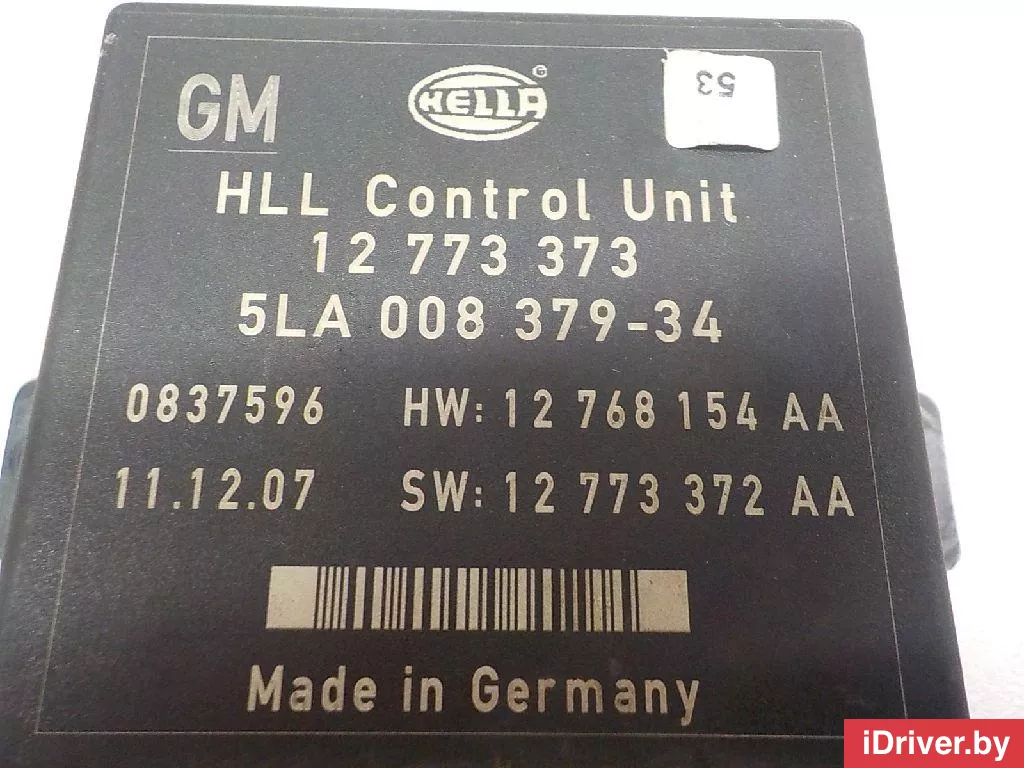 GM
HELLA
®
53
HLL Control Unit
12 773 373
5LA 008 379-34
0837596 HW: 12 768 154 AA
11.12.07 SW: 12 773 372 AA
Made in Germany
iDriver.by